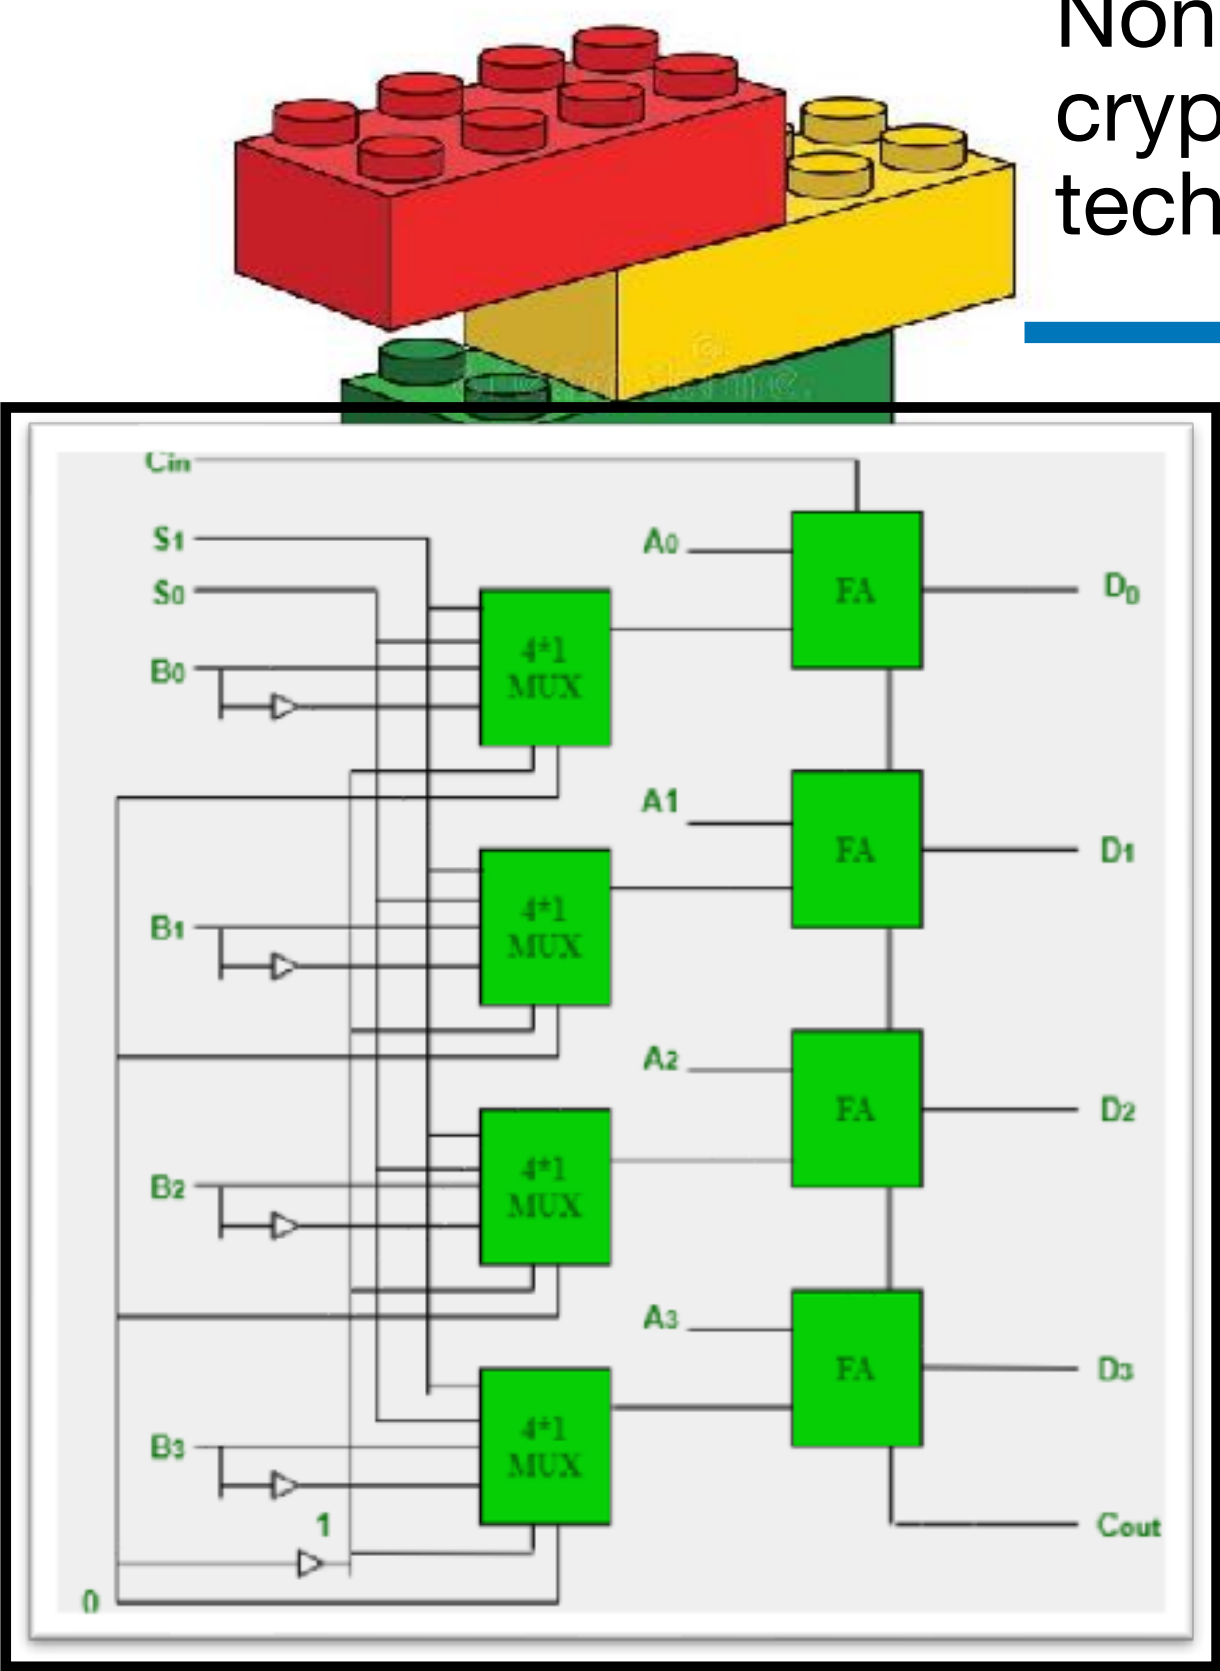 Non
cryp
tech
Cin
S1
S0
A0
FA
D0
4*1
MUX
B0
A1
FA
D1
4*1
MUX
B1
A2
FA
D2
4*1
MUX
B2
A3
FA
D3
4*1
MUX
B3
1
Cout
0